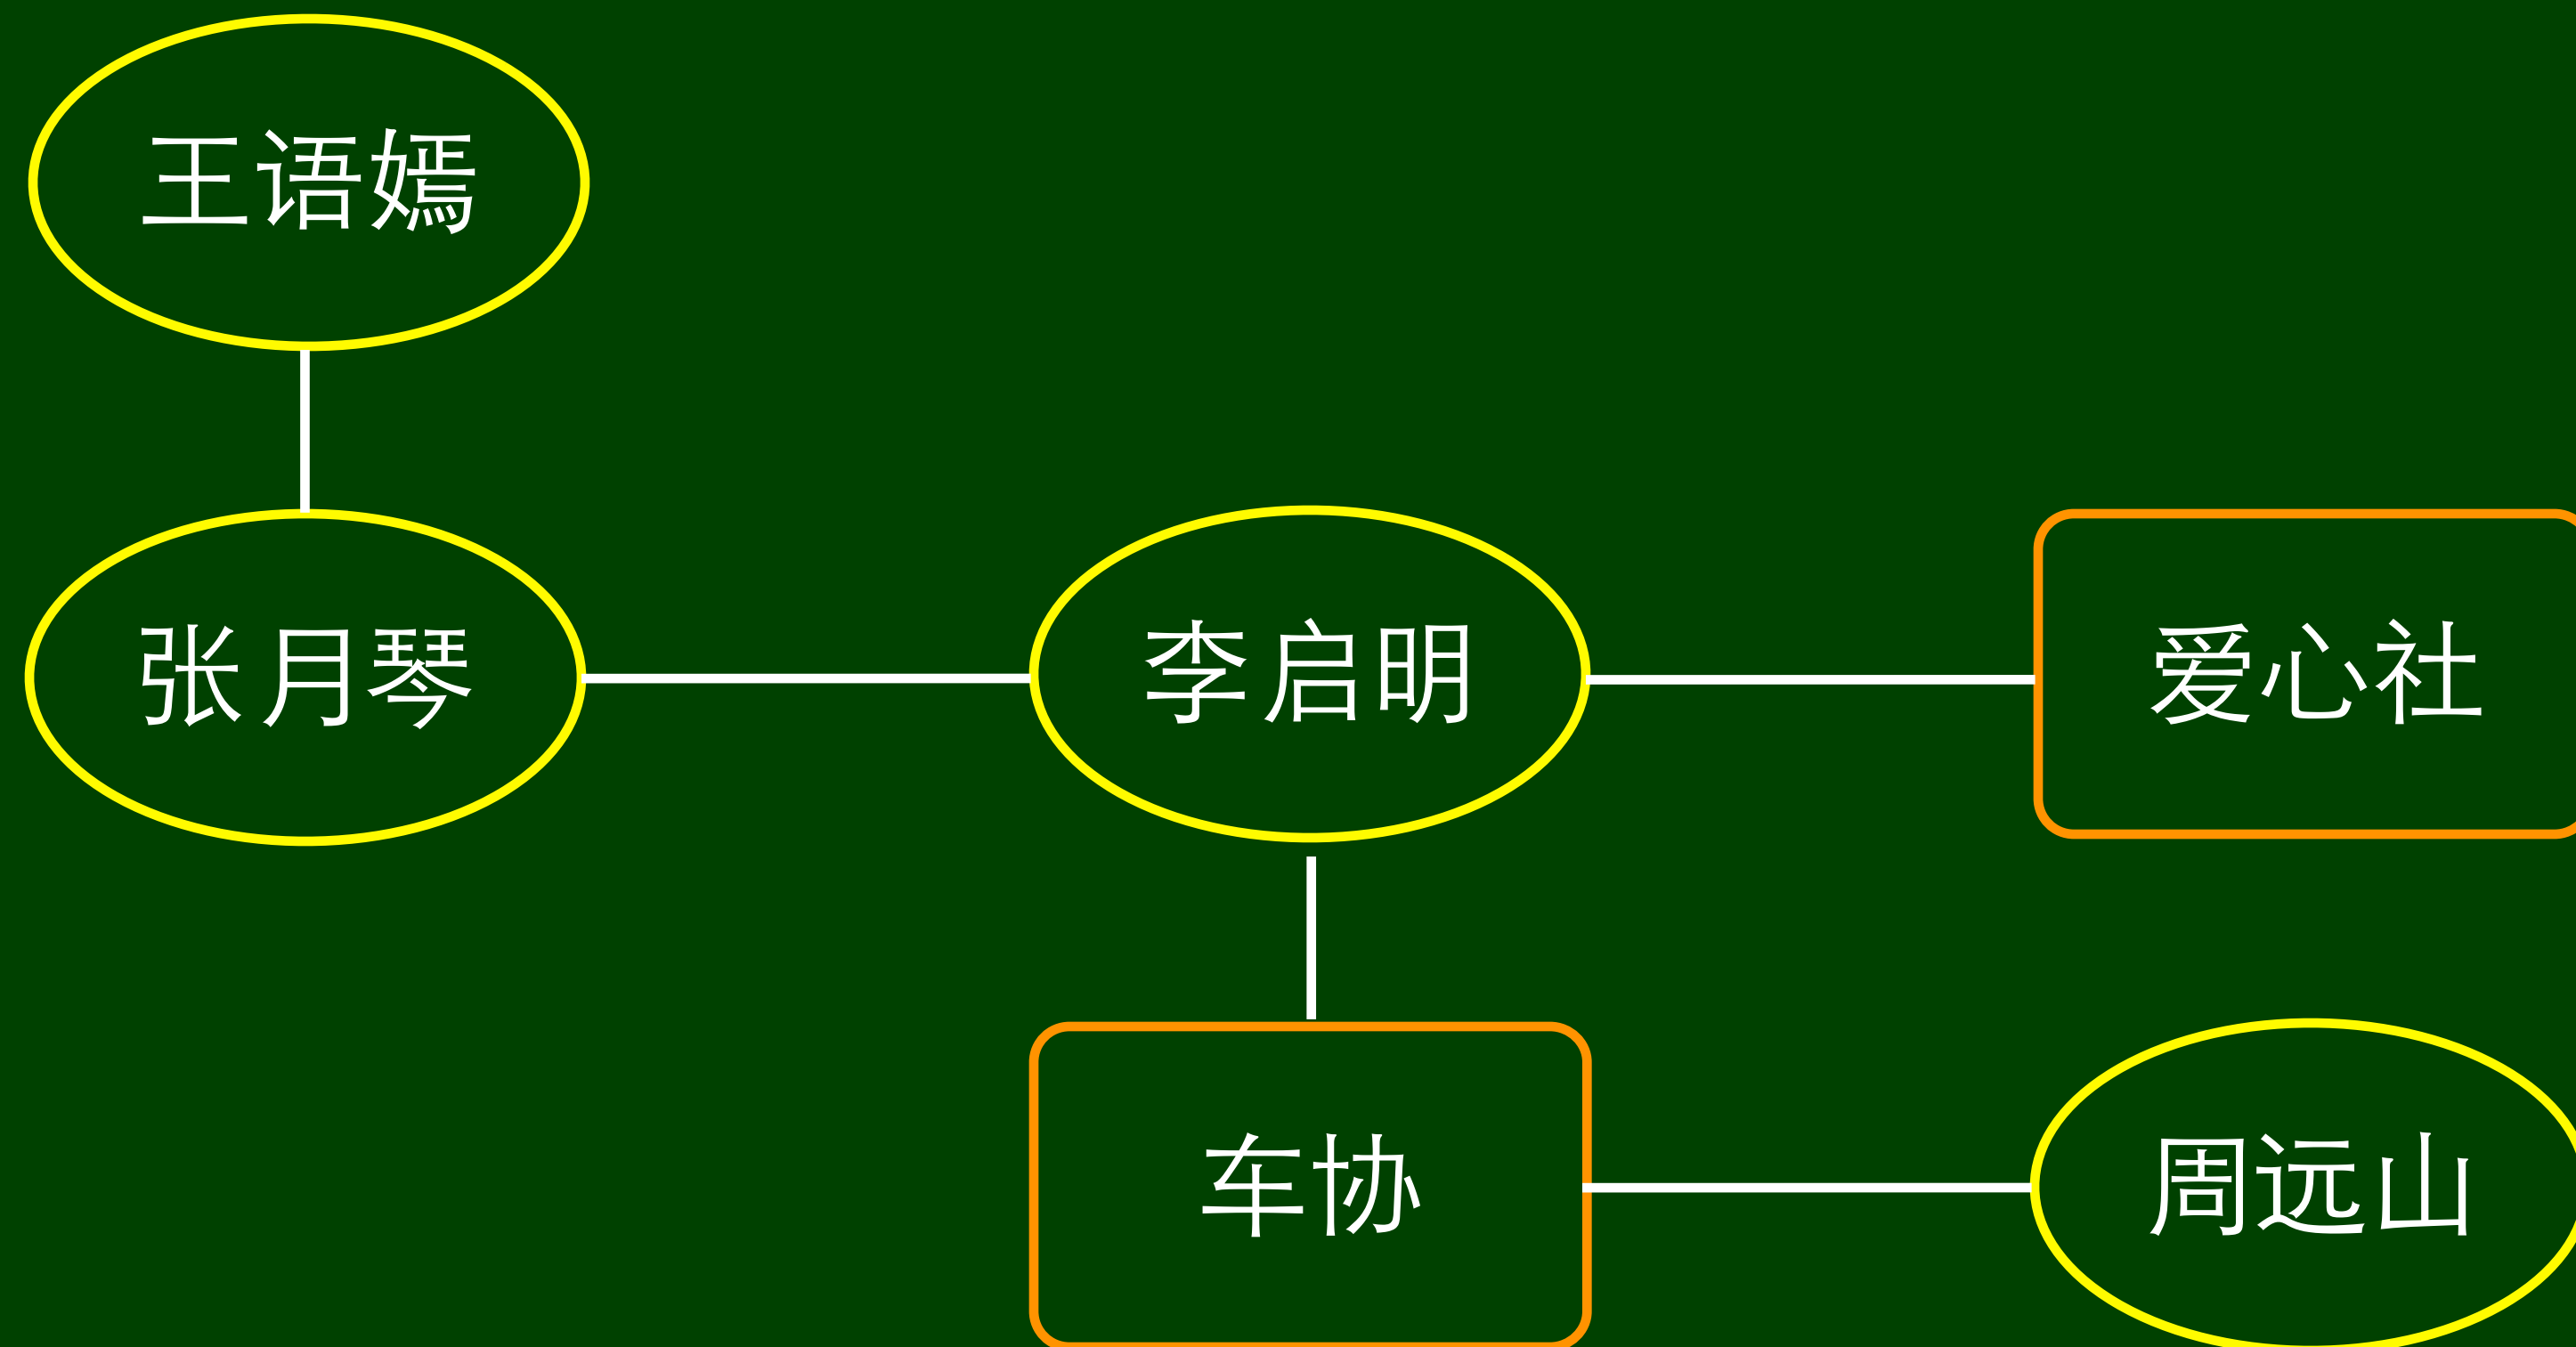 王语嫣
张月琴
李启明
爱心社
车协
周远山